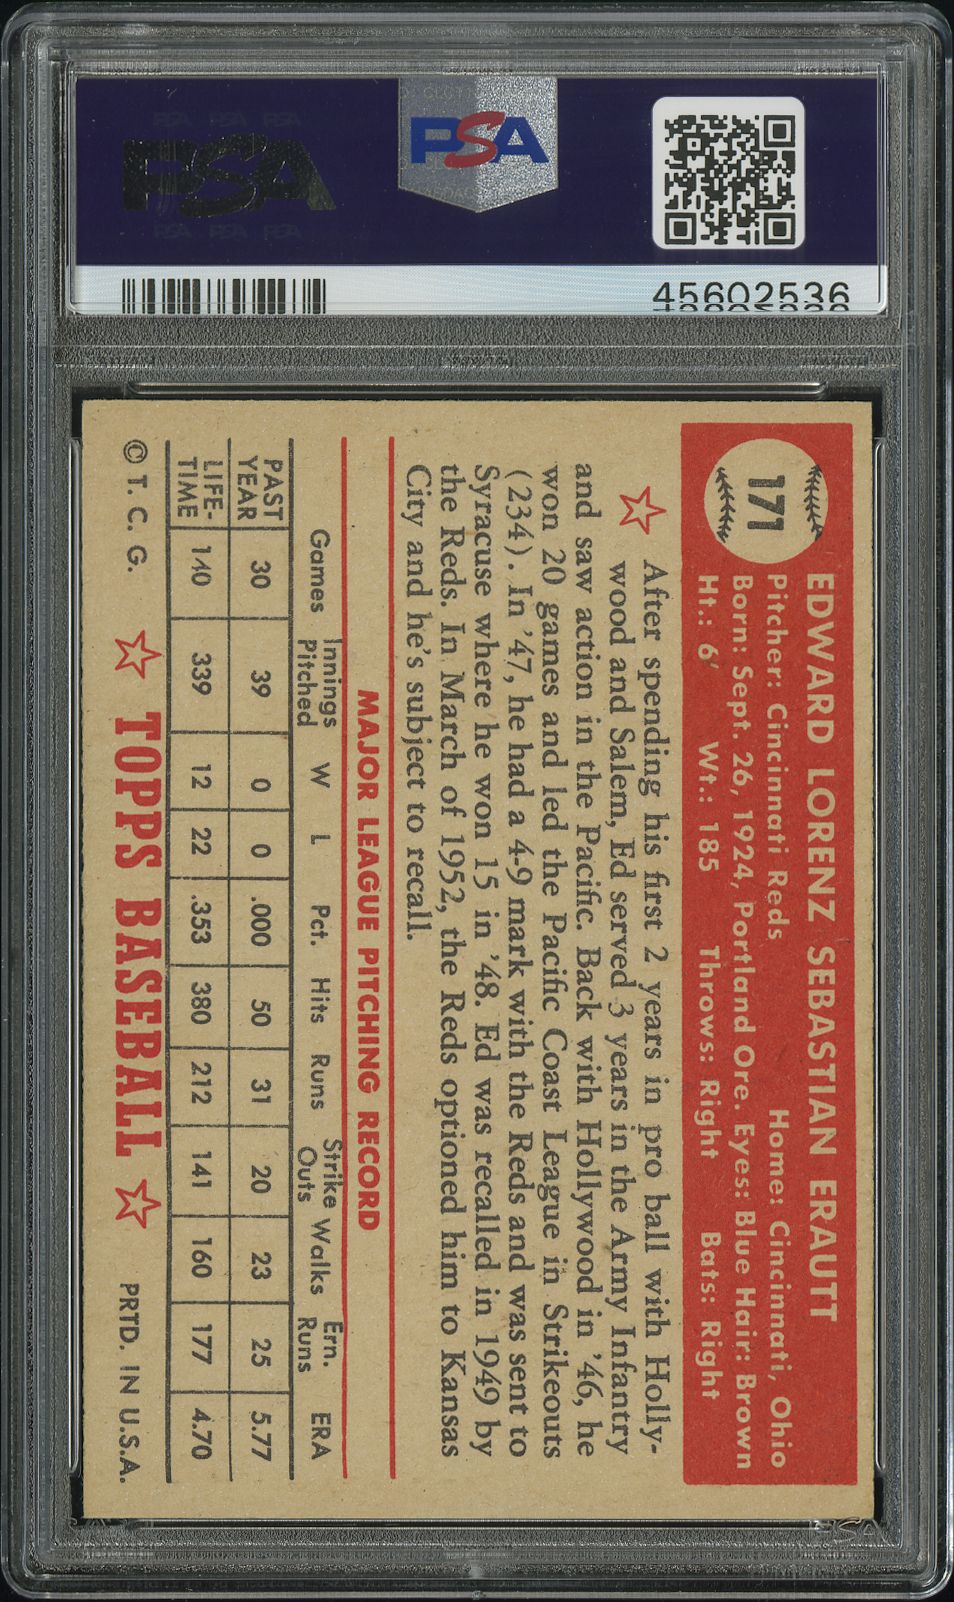 PSA PSA PSA
PSA
PSA PSA PSA
PSA
45602536
171
EDWARD LORENZ SEBASTIAN ERAUTT
Pitcher: Cincinnati Reds Home: Cincinnati, Ohio
Born: Sept. 26, 1924, Portland Ore. Eyes: Blue Hair: Brown
Ht.: 6' Wt.: 185 Throws: Right Bats: Right
After spending his first 2 years in pro ball with Holly-
wood and Salem, Ed served 3 years in the Army Infantry
and saw action in the Pacific. Back with Hollywood in '46, he
won 20 games and led the Pacific Coast League in Strikeouts
(234). In '47, he had a 4-9 mark with the Reds and was sent to
Syracuse where he won 15 in '48. Ed was recalled in 1949 by
the Reds. In March of 1952, the Reds optioned him to Kansas
City and he's subject to recall.
MAJOR LEAGUE PITCHING RECORD
Games Innings Pitched W L Pct. Hits Runs Strike Outs Walks Ern. Runs ERA
PAST YEAR 30 39 0 0 .000 50 31 20 23 25 5.77
LIFE-TIME 140 339 12 22 .353 380 212 141 160 177 4.70
© T. C. G. TOPPS BASEBALL PRTD. IN U.S.A.